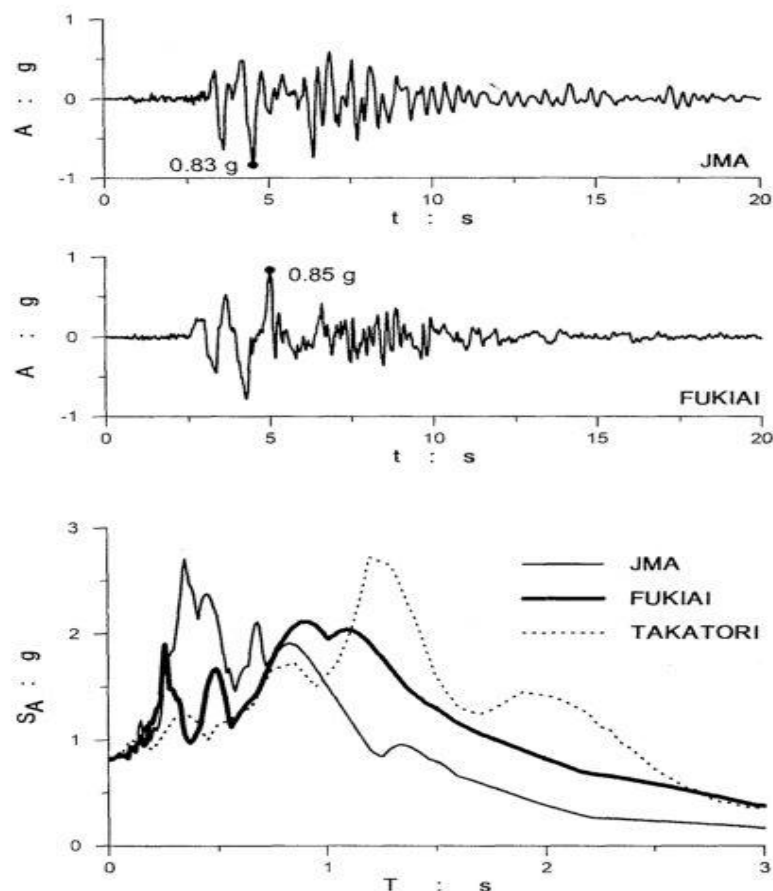 1
0
-1
A : g
0.83 g
JMA
0 5 10 15 20
t : s
1
0
-1
A : g
0.85 g
FUKIAI
0 5 10 15 20
t : s
3
2
1
0
SA : g
JMA
FUKIAI
TAKATORI
0 1 2 3
T : s